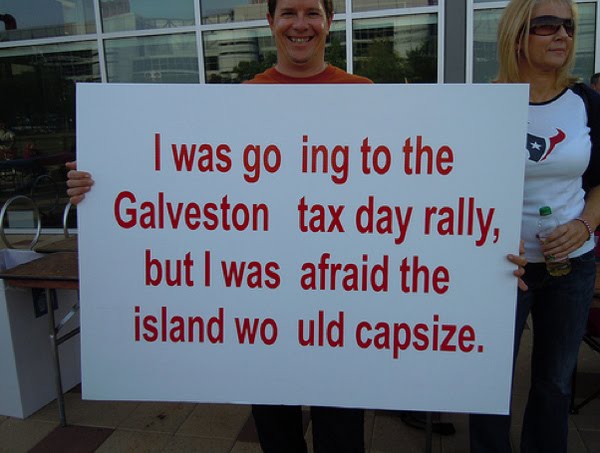 I was go ing to the
Galveston tax day rally,
but I was afraid the
island wo uld capsize.